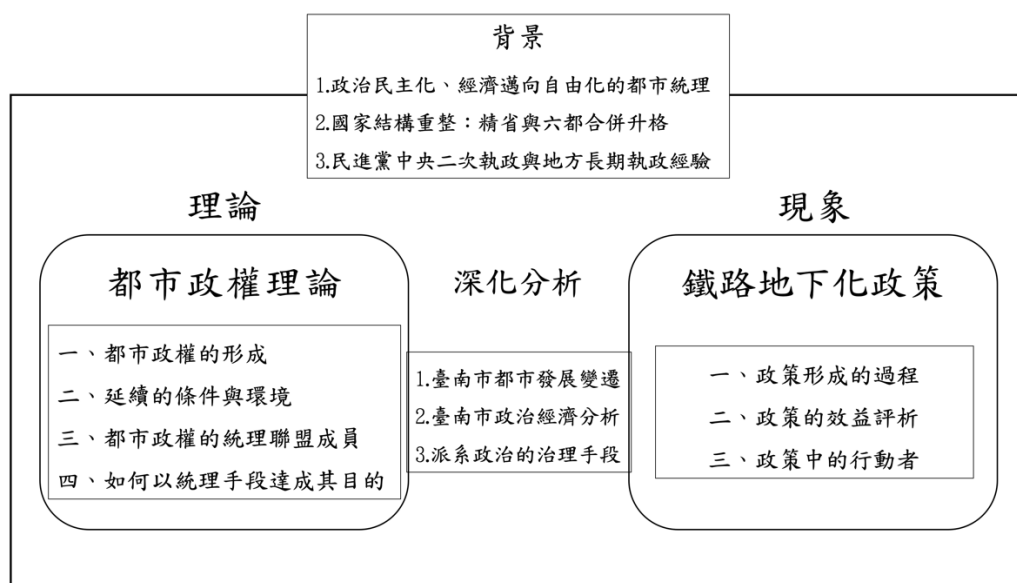 背景
1.政治民主化、經濟邁向自由化的都市統理
2.國家結構重整：精省與六都合併升格
3.民進黨中央二次執政與地方長期執政經驗
理論
都市政權理論
一、都市政權的形成
二、延續的條件與環境
三、都市政權的統理聯盟成員
四、如何以統理手段達成其目的
深化分析
1.臺南市都市發展變遷
2.臺南市政治經濟分析
3.派系政治的治理手段
現象
鐵路地下化政策
一、政策形成的過程
二、政策的效益評析
三、政策中的行動者